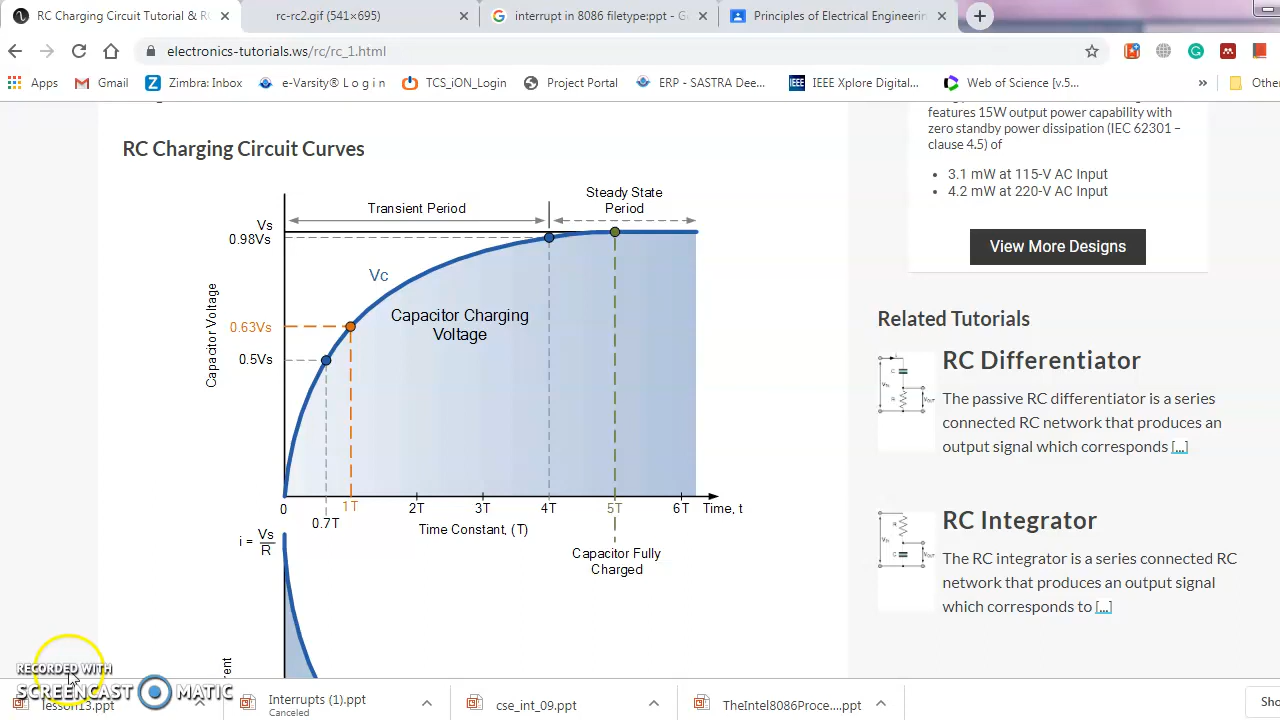 RC Charging Circuit Tutorial & RC
rc-rc2.gif (541×695)
interrupt in 8086 filetype:ppt - Go
Principles of Electrical Engineerin
electronics-tutorials.ws/rc/rc_1.html
Apps
Gmail
Zimbra: Inbox
e-Varsity® L o g i n
TCS_iON_Login
Project Portal
ERP - SASTRA Dee...
IEEE Xplore Digital...
Web of Science [v.5...
»
Other
RC Charging Circuit Curves
Steady State
Period
Transient Period
Vs
0.98Vs
Vc
Capacitor Charging
Voltage
0.63Vs
0.5Vs
Capacitor Voltage
0
0.7T
1T
2T
3T
4T
5T
6T
Time, t
Time Constant, (T)
Capacitor Fully
Charged
i = Vs
R
features 15W output power capability with
zero standby power dissipation (IEC 62301 –
clause 4.5) of
• 3.1 mW at 115-V AC Input
• 4.2 mW at 220-V AC Input
View More Designs
Related Tutorials
RC Differentiator
The passive RC differentiator is a series
connected RC network that produces an
output signal which corresponds [...]
RC Integrator
The RC integrator is a series connected RC
network that produces an output signal
which corresponds to [...]
RECORDED WITH
SCREENCAST MATIC
lesson13.ppt
Interrupts (1).ppt
Canceled
cse_int_09.ppt
TheIntel8086Proce....ppt
Sho